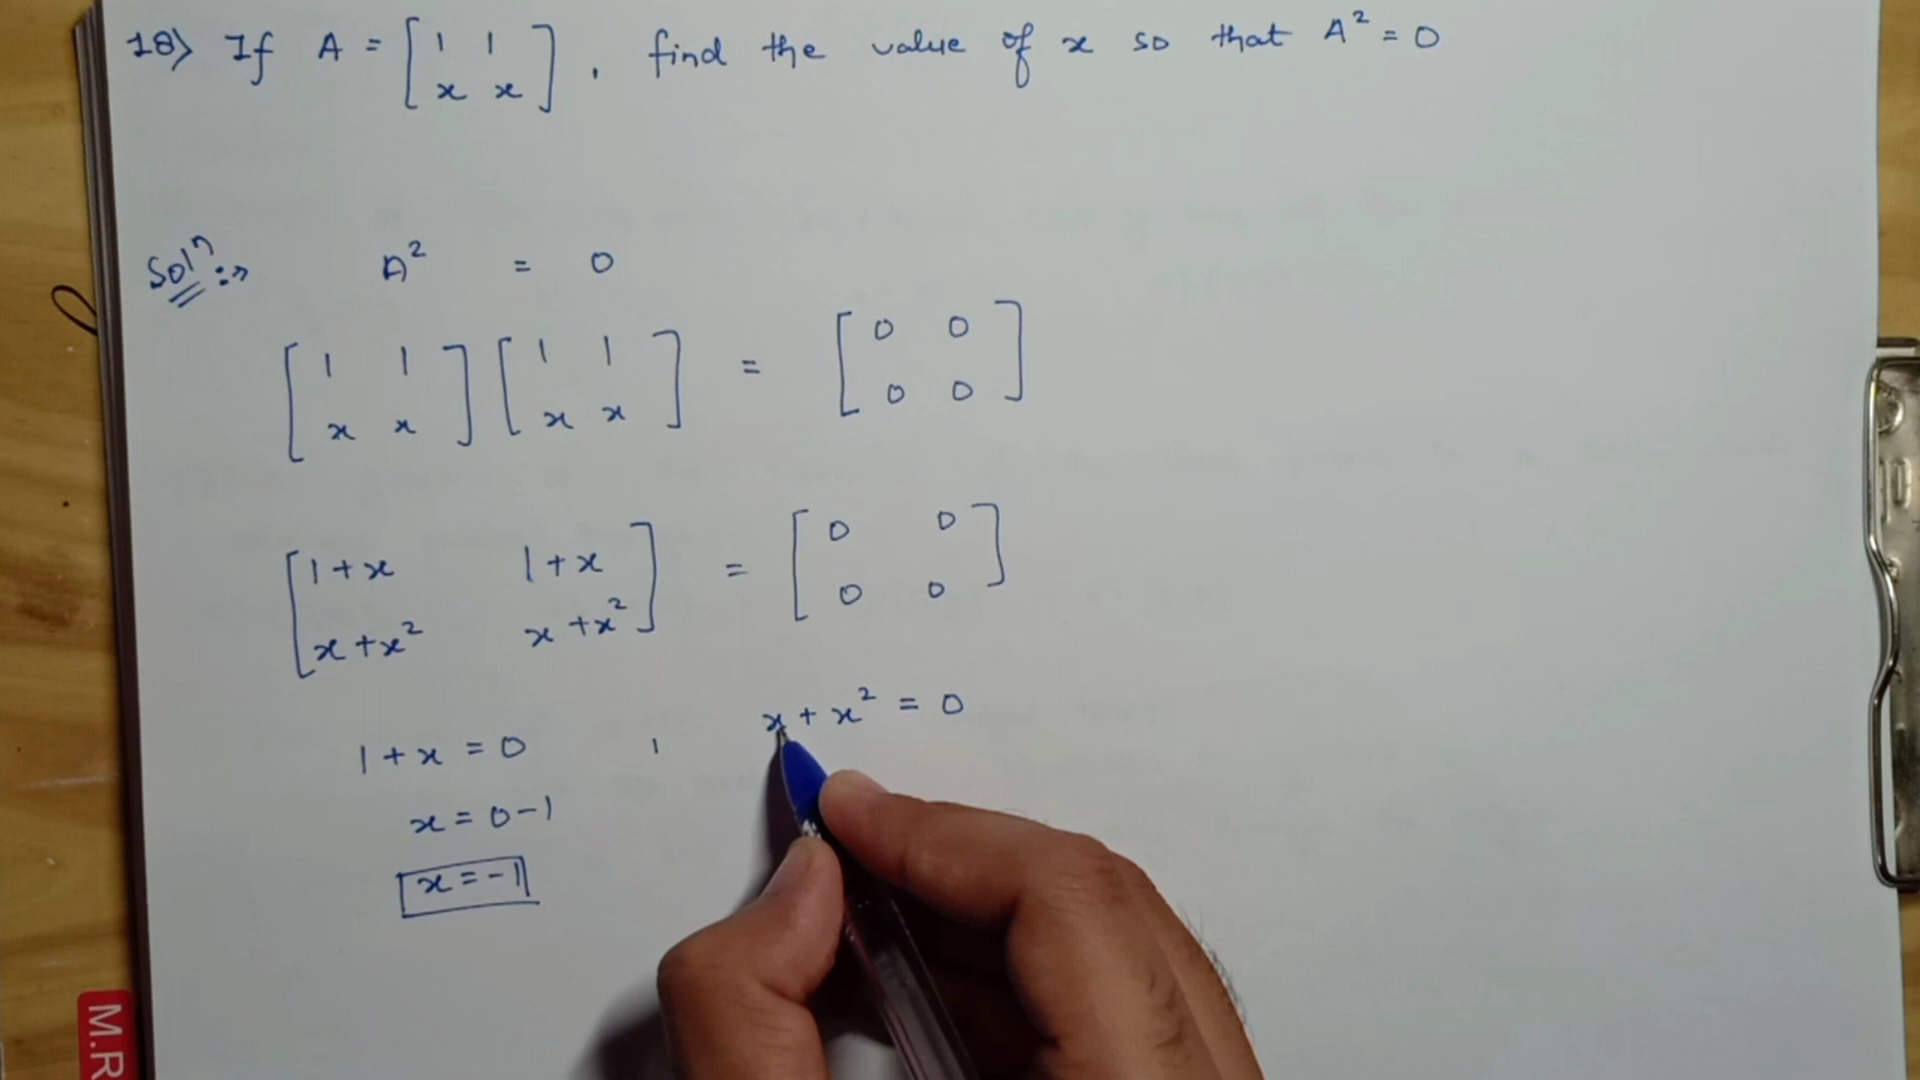 18) If A = [ 1 1 ] , find the value of x so that A² = 0
[ x x ]
Solⁿ :→ A² = 0
[ 1 1 ] [ 1 1 ] = [ 0 0 ]
[ x x ] [ x x ] [ 0 0 ]
[ 1+x 1+x ] = [ 0 0 ]
[ x+x² x+x² ] [ 0 0 ]
1+x = 0 , x + x² = 0
x = 0-1
x = -1
M.R